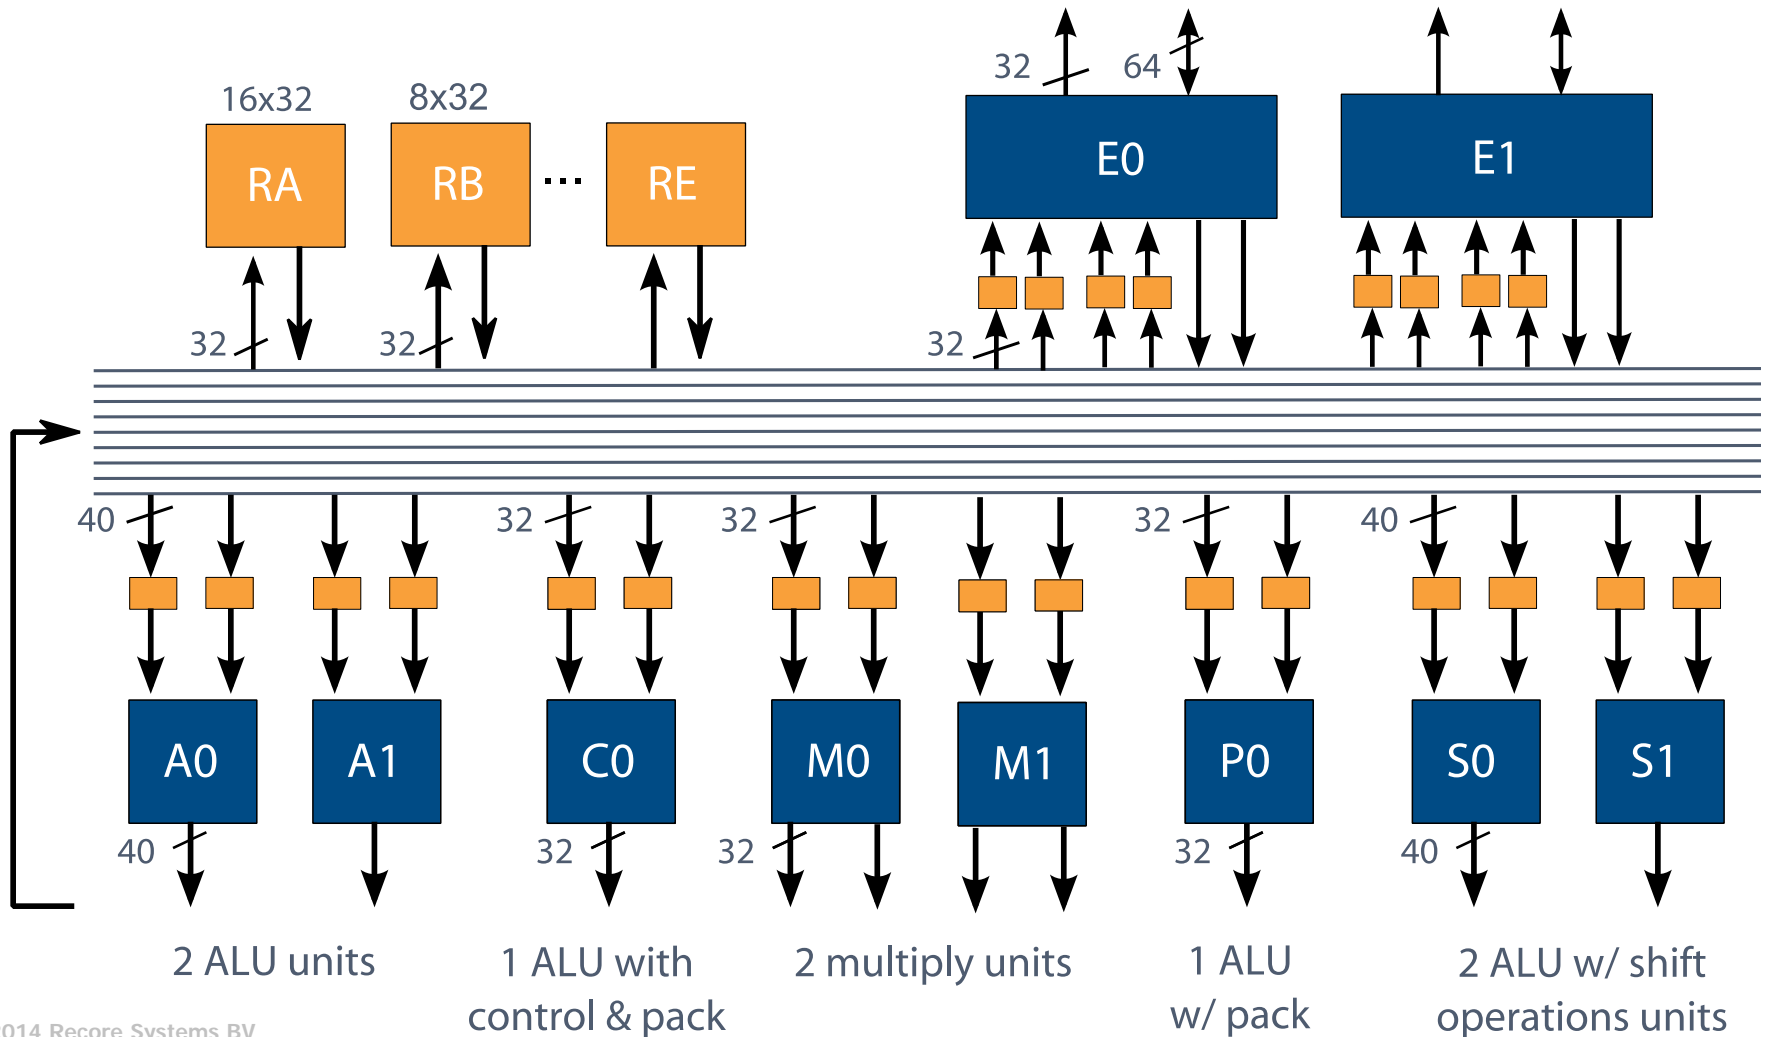 32
64
16x32
8x32
RA
RB
...
RE
E0
E1
32
32
32
40
32
32
32
40
A0
A1
C0
M0
M1
P0
S0
S1
40
32
32
32
40
2 ALU units
1 ALU with
control & pack
2 multiply units
1 ALU
w/ pack
2 ALU w/ shift
operations units
2014 Recore Systems BV